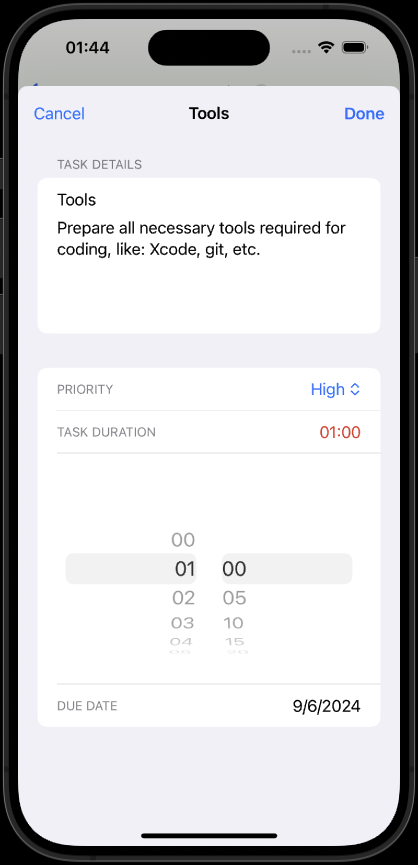 01:44
Cancel Tools Done
TASK DETAILS
Tools
Prepare all necessary tools required for
coding, like: Xcode, git, etc.
PRIORITY High
TASK DURATION 01:00
00
01 00
02 05
03 10
04 15
05 20
DUE DATE 9/6/2024